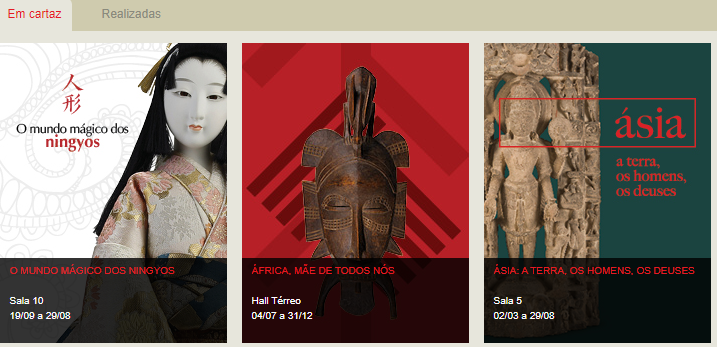 Em cartaz
Realizadas
人
形
O mundo mágico dos
ningyos
O MUNDO MÁGICO DOS NINGYOS
Sala 10
19/09 a 29/08
ÁFRICA, MÃE DE TODOS NÓS
Hall Térreo
04/07 a 31/12
ásia
a terra,
os homens,
os deuses
ÁSIA: A TERRA, OS HOMENS, OS DEUSES
Sala 5
02/03 a 29/08